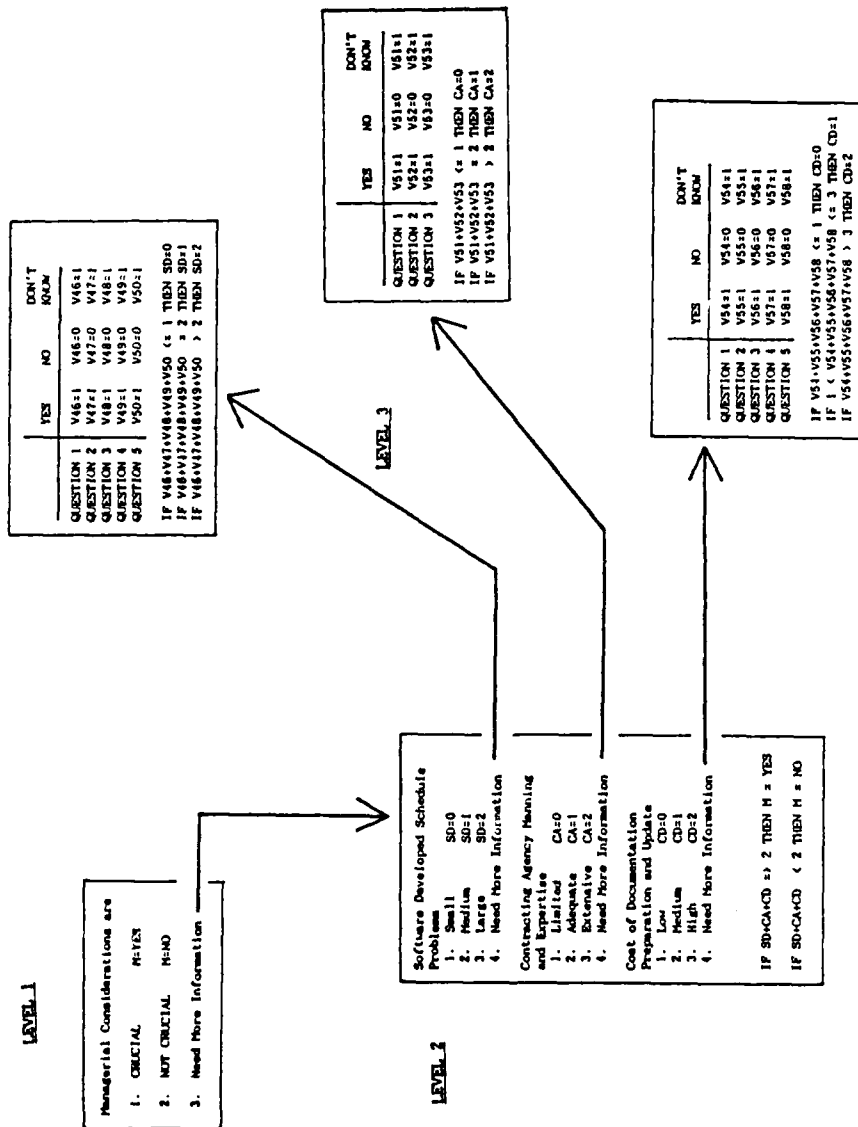 LEVEL 1
Managerial Considerations are
1. CRUCIAL M=YES
2. NOT CRUCIAL M=NO
3. Need More Information
LEVEL 2
Software Developed Schedule
Problems
1. Small SD=0
2. Medium SD=1
3. Large SD=2
4. Need More Information
Contracting Agency Manning
and Expertise
1. Limited CA=0
2. Adequate CA=1
3. Extensive CA=2
4. Need More Information
Cost of Documentation
Preparation and Update
1. Low CD=0
2. Medium CD=1
3. High CD=2
4. Need More Information
IF SD+CA+CD => 2 THEN M = YES
IF SD+CA+CD < 2 THEN M = NO
LEVEL 3
YES NO DON'T KNOW
QUESTION 1 V46=1 V46=0 V46=1
QUESTION 2 V47=1 V47=0 V47=1
QUESTION 3 V48=1 V48=0 V48=1
QUESTION 4 V49=1 V49=0 V49=1
QUESTION 5 V50=1 V50=0 V50=1
IF V46+V47+V48+V49+V50 <= 1 THEN SD=0
IF V46+V47+V48+V49+V50 = 2 THEN SD=1
IF V46+V47+V48+V49+V50 > 2 THEN SD=2
YES NO DON'T KNOW
QUESTION 1 V51=1 V51=0 V51=1
QUESTION 2 V52=1 V52=0 V52=1
QUESTION 3 V53=1 V53=0 V53=1
IF V51+V52+V53 <= 1 THEN CA=0
IF V51+V52+V53 = 2 THEN CA=1
IF V51+V52+V53 > 2 THEN CA=2
YES NO DON'T KNOW
QUESTION 1 V54=1 V54=0 V54=1
QUESTION 2 V55=1 V55=0 V55=1
QUESTION 3 V56=1 V56=0 V56=1
QUESTION 4 V57=1 V57=0 V57=1
QUESTION 5 V58=1 V58=0 V58=1
IF V54+V55+V56+V57+V58 <= 1 THEN CD=0
IF 1 < V54+V55+V56+V57+V58 <= 3 THEN CD=1
IF V54+V55+V56+V57+V58 > 3 THEN CD=2